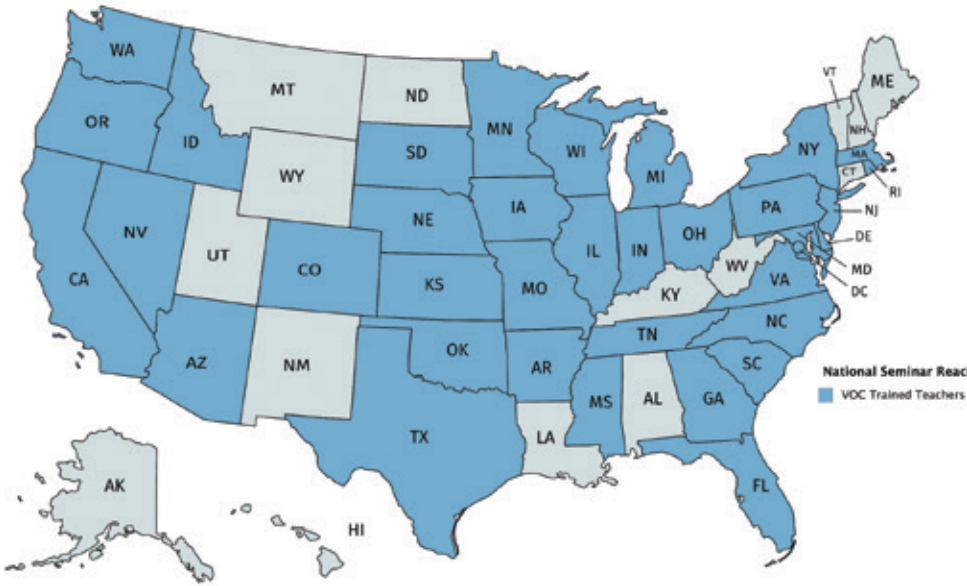 WA
MT
ND
MN
VT
ME
OR
ID
SD
WI
MI
NY
NH
MA
CT
RI
WY
NE
IA
PA
NJ
NV
UT
CO
IL
IN
OH
DE
CA
KS
MO
WV
VA
MD
DC
KY
AZ
NM
OK
AR
TN
NC
SC
TX
LA
MS
AL
GA
FL
AK
HI
National Seminar Reac
VOC Trained Teachers